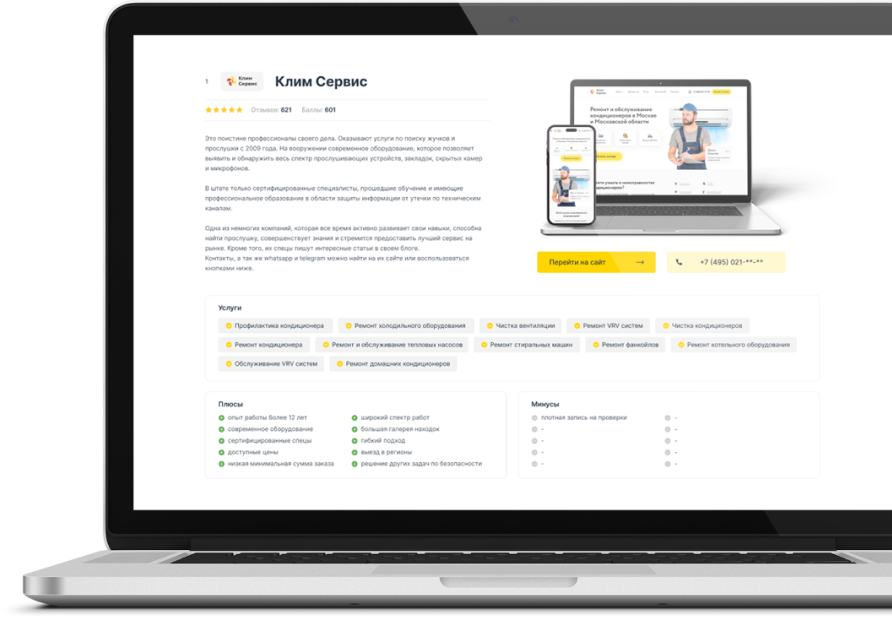 1
Клим
Сервис
Клим Сервис
Отзывов: 621 Баллы: 601
Это поистине профессионалы своего дела. Оказывают услуги по поиску жучков и
прослушки с 2009 года. На вооружении современное оборудование, которое позволяет
выявить и обнаружить весь спектр прослушивающих устройств, закладок, скрытых камер
и микрофонов.
В штате только сертифицированные специалисты, прошедшие обучение и имеющие
профессиональное образование в области защиты информации от утечки по техническим
каналам.
Одна из немногих компаний, которая все время активно развивает свои навыки, способна
найти прослушку, совершенствует знания и стремится предоставить лучший сервис на
рынке. Кроме того, их спецы пишут интересные статьи в своем блоге.
Контакты, а так же whatsapp и telegram можно найти на их сайте или воспользоваться
кнопками ниже.
Ремонт и обслуживание
кондиционеров в Москве
и Московской области
Перейти на сайт →
+7 (495) 021-**-**
Услуги
Профилактика кондиционера Ремонт холодильного оборудования Чистка вентиляции Ремонт VRV систем Чистка кондиционеров
Ремонт кондиционера Ремонт и обслуживание тепловых насосов Ремонт стиральных машин Ремонт фанкойлов Ремонт котельного оборудования
Обслуживание VRV систем Ремонт домашних кондиционеров
Плюсы
опыт работы более 12 лет широкий спектр работ
современное оборудование большая галерея находок
сертифицированные спецы гибкий подход
доступные цены выезд в регионы
низкая минимальная сумма заказа решение других задач по безопасности
Минусы
плотная запись на проверки -
- -
- -
- -
- -